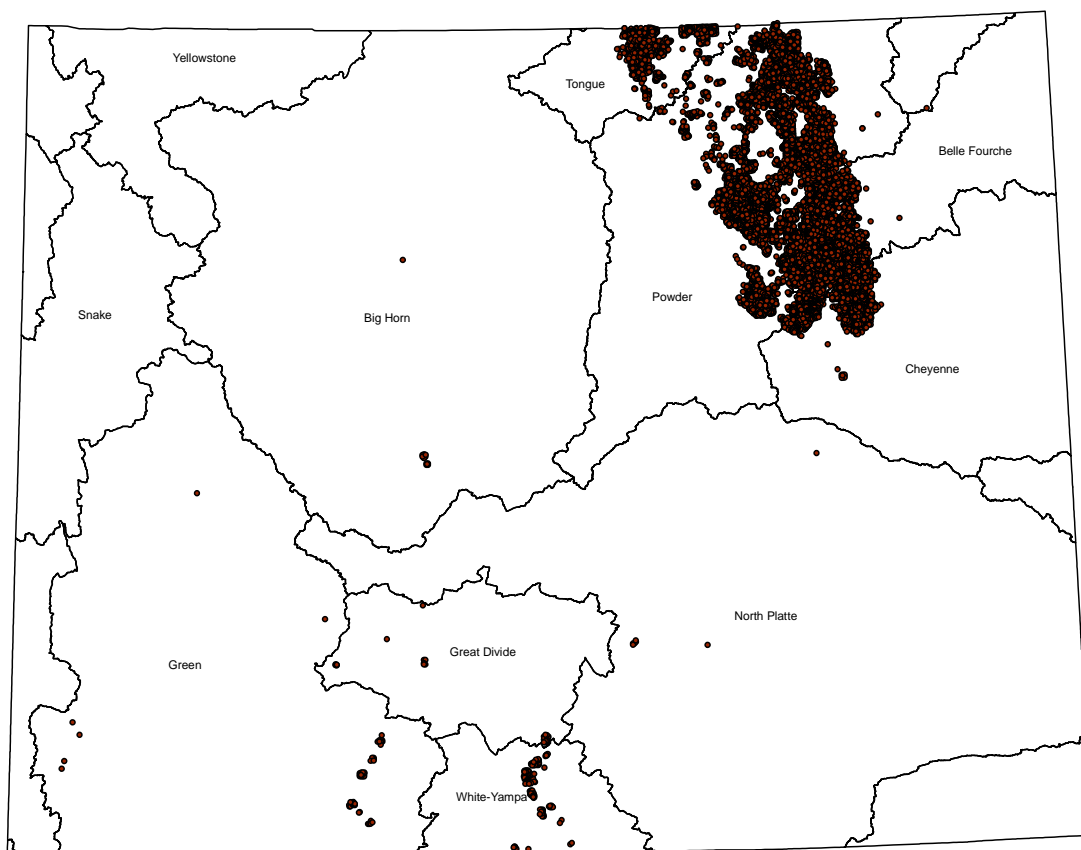 Yellowstone
Tongue
Belle Fourche
Snake
Big Horn
Powder
Cheyenne
Green
Great Divide
North Platte
White-Yampa